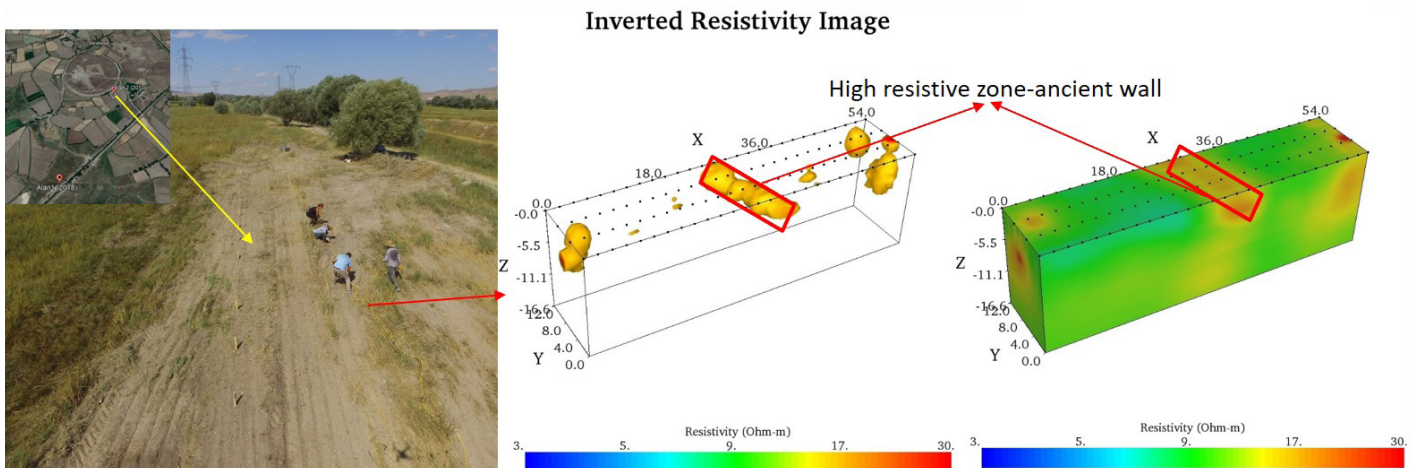 Inverted Resistivity Image
High resistive zone-ancient wall
Alan1 (2018)
X
54.0
36.0
18.0
0.0
-0.0
-5.5
Z
-11.1
-16.6
12.0
8.0
Y
4.0
0.0
Resistivity (Ohm-m)
3. 5. 9. 17. 30.
X
54.0
36.0
18.0
0.0
-0.0
-5.5
Z
-11.1
-16.6
12.0
8.0
Y
4.0
0.0
Resistivity (Ohm-m)
3. 5. 9. 17. 30.